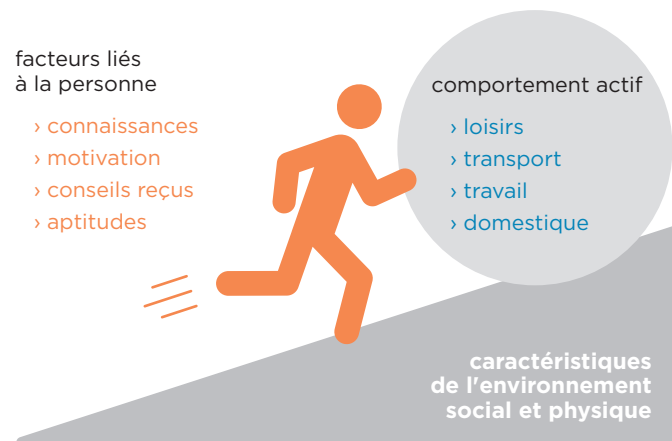 facteurs liés
à la personne
› connaissances
› motivation
› conseils reçus
› aptitudes
comportement actif
› loisirs
› transport
› travail
› domestique
caractéristiques
de l'environnement
social et physique